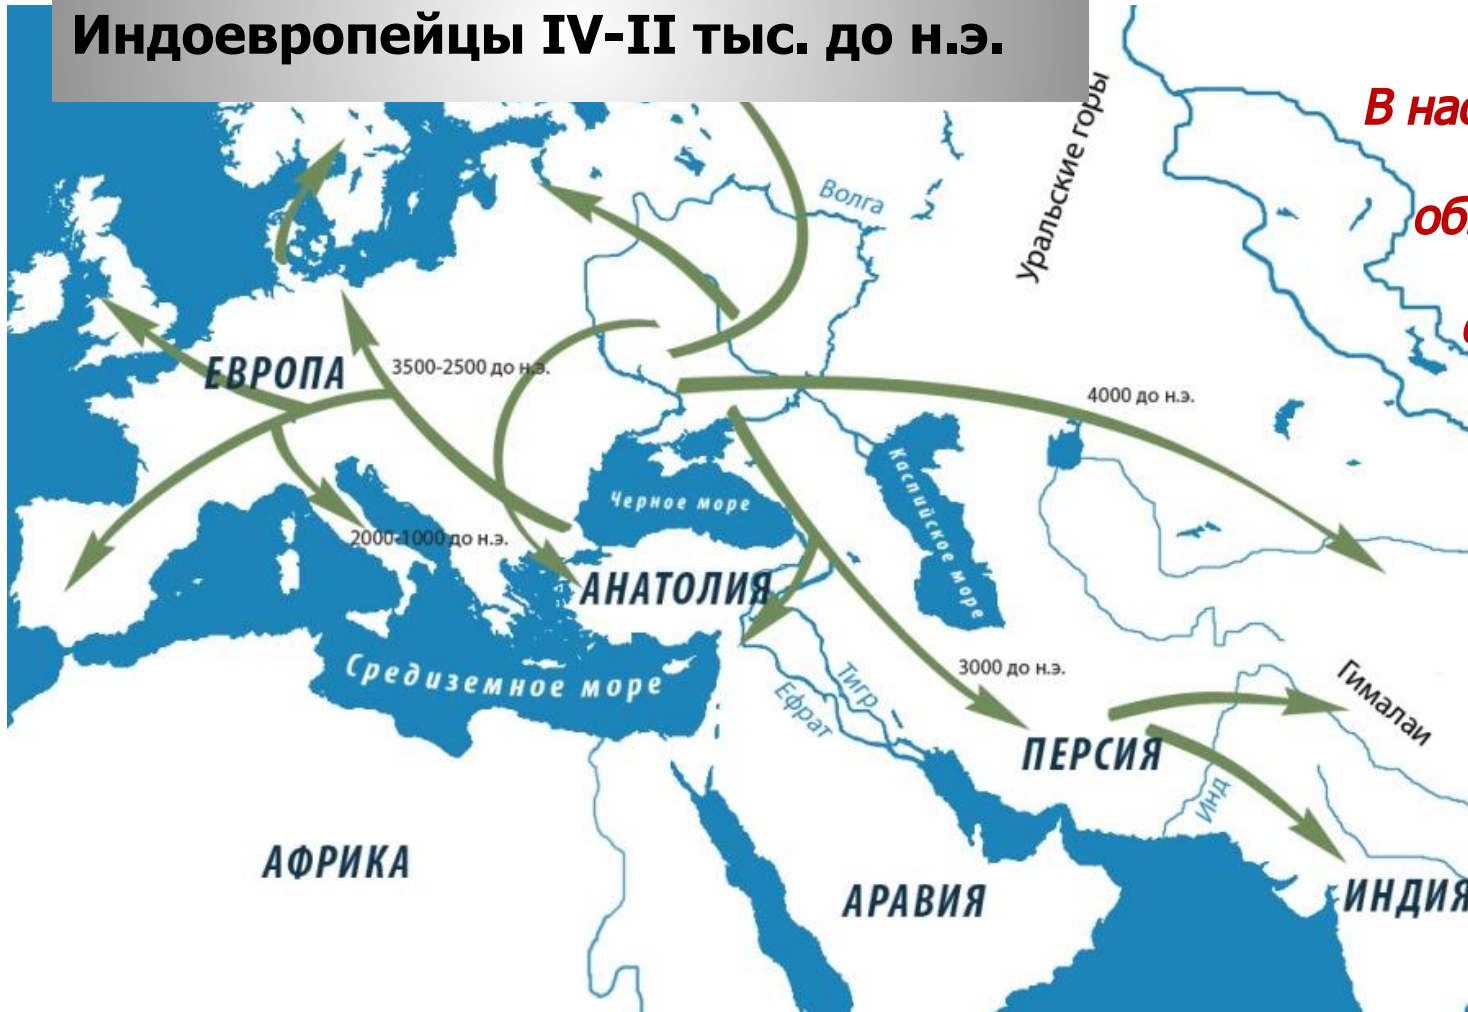 Индоевропейцы IV-II тыс. до н.э.
Уральские горы
В нас
Волга
ЕВРОПА
3500-2500 до н.э.
4000 до н.э.
Черное море
Каспийское море
2000-1000 до н.э.
АНАТОЛИЯ
Средиземное море
3000 до н.э.
Тигр
Ефрат
Гималаи
ПЕРСИЯ
Инд
АФРИКА
АРАВИЯ
ИНДИЯ